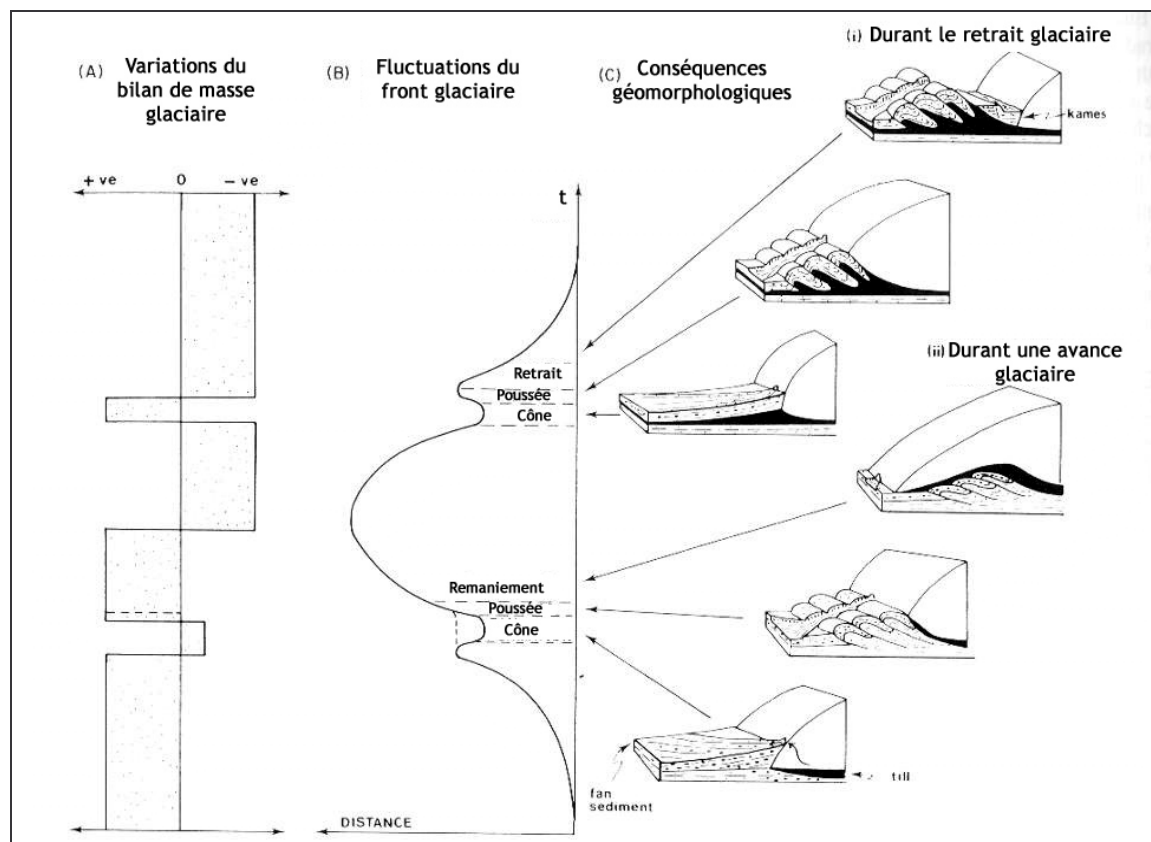 (A) Variations du
bilan de masse
glaciaire
(B) Fluctuations du
front glaciaire
(C) Conséquences
géomorphologiques
(i) Durant le retrait glaciaire
kames
+ ve 0 - ve
t
Retrait
Poussée
Cône
(ii) Durant une avance
glaciaire
Remaniement
Poussée
Cône
till
fan
sediment
DISTANCE